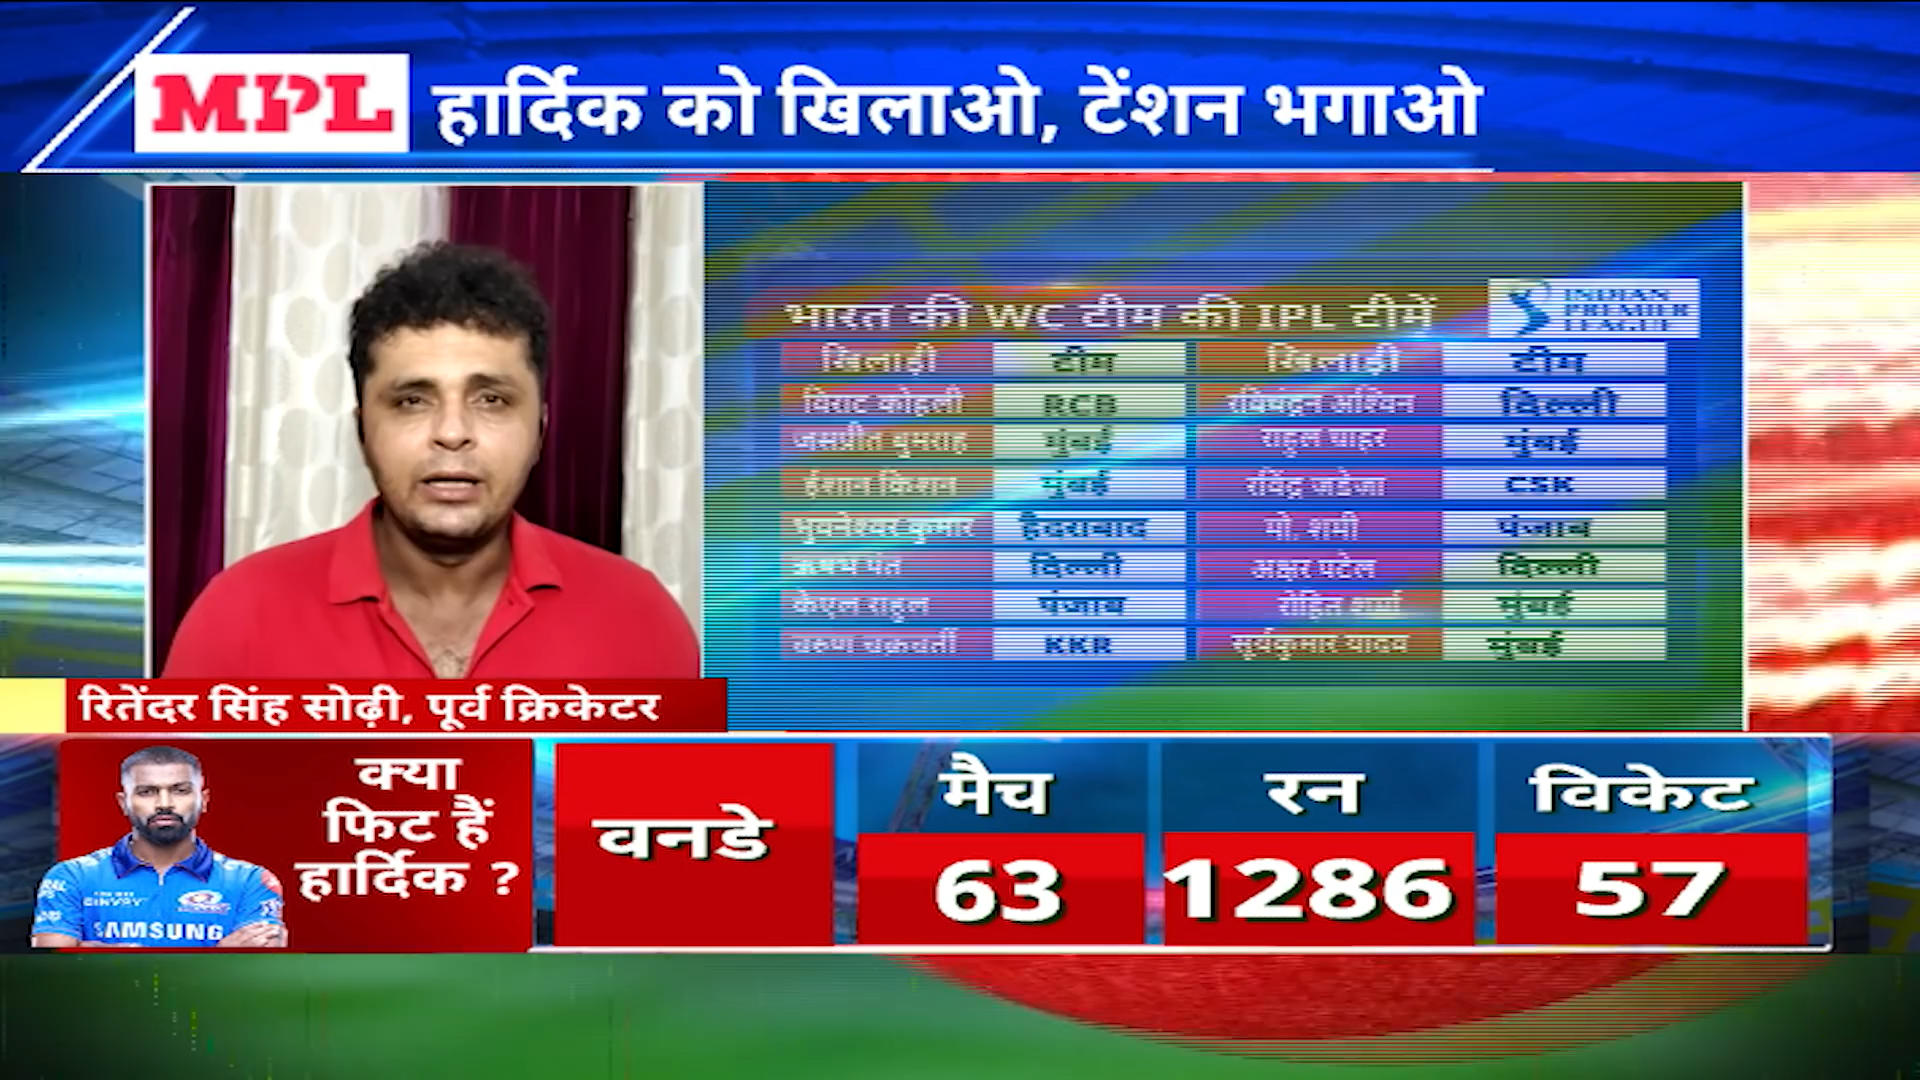 MPL हार्दिक को खिलाओ, टेंशन भगाओ
भारत की WC टीम की IPL टीमें
INDIAN
PREMIER
LEAGUE
खिलाड़ी टीम खिलाड़ी टीम
विराट कोहली RCB रविचंद्रन अश्विन दिल्ली
जसप्रीत बुमराह मुंबई राहुल चाहर मुंबई
ईशान किशन मुंबई रविंद्र जडेजा CSK
भुवनेश्वर कुमार हैदराबाद मो. शमी पंजाब
ऋषभ पंत दिल्ली अक्षर पटेल दिल्ली
केएल राहुल पंजाब रोहित शर्मा मुंबई
वरुण चक्रवर्ती KKR सूर्यकुमार यादव मुंबई
रितेंदर सिंह सोढ़ी, पूर्व क्रिकेटर
क्या
फिट हैं
हार्दिक ?
SAMSUNG
वनडे
मैच रन विकेट
63 1286 57